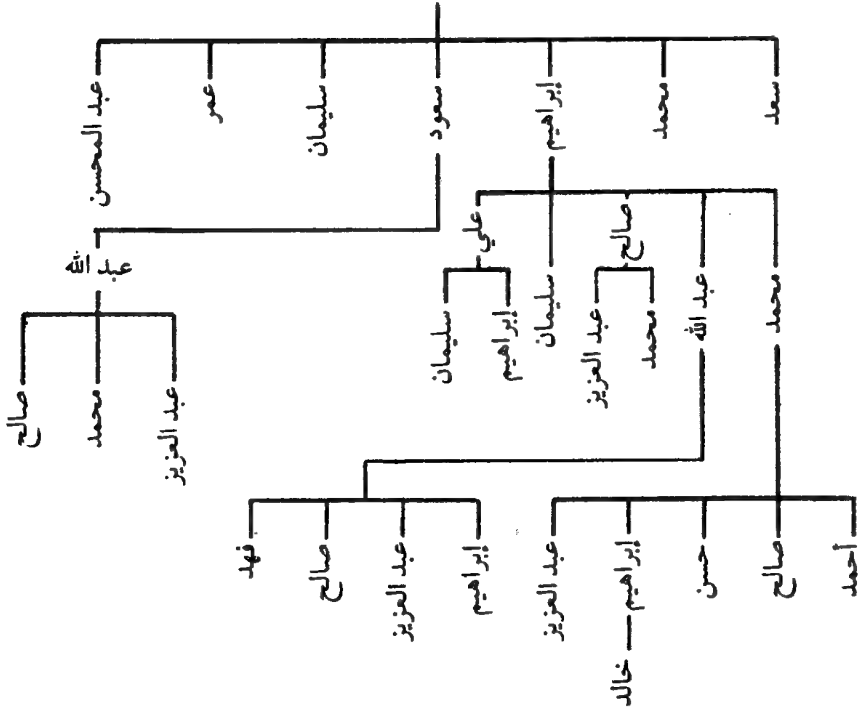 سعد
محمد
إبراهيم
سعود
سليمان
عمر
عبد المحسن
محمد
عبد الله
صالح
سليمان
علي
محمد
عبد العزيز
إبراهيم
سليمان
عبد الله
عبد العزيز
محمد
صالح
أحمد
صالح
حسن
إبراهيم
عبد العزيز
خالد
إبراهيم
عبد العزيز
صالح
فهد